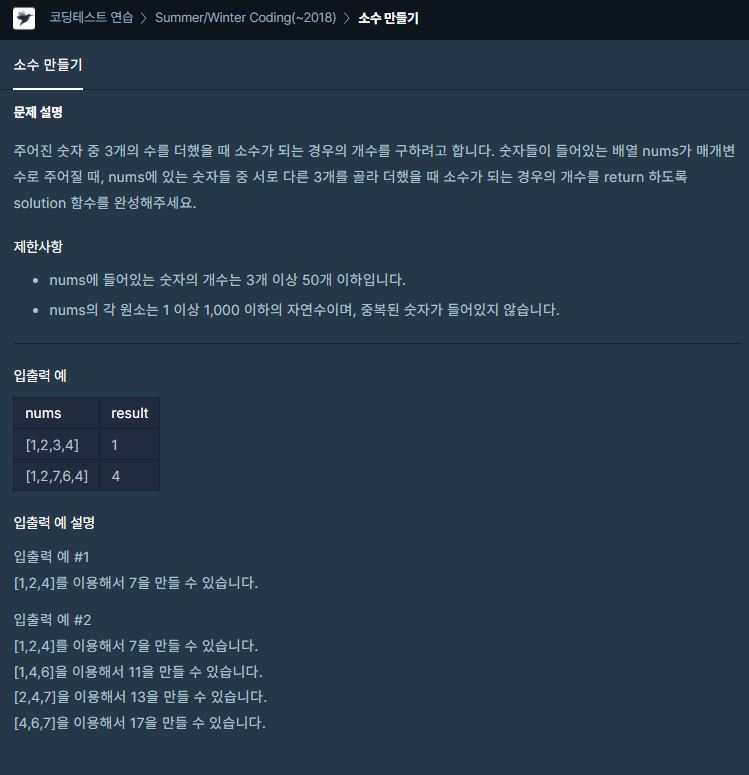 코딩테스트 연습 > Summer/Winter Coding(~2018) > 소수 만들기
소수 만들기
문제 설명
주어진 숫자 중 3개의 수를 더했을 때 소수가 되는 경우의 개수를 구하려고 합니다. 숫자들이 들어있는 배열 nums가 매개변
수로 주어질 때, nums에 있는 숫자들 중 서로 다른 3개를 골라 더했을 때 소수가 되는 경우의 개수를 return 하도록
solution 함수를 완성해주세요.
제한사항
• nums에 들어있는 숫자의 개수는 3개 이상 50개 이하입니다.
• nums의 각 원소는 1 이상 1,000 이하의 자연수이며, 중복된 숫자가 들어있지 않습니다.
입출력 예
nums result
[1,2,3,4] 1
[1,2,7,6,4] 4
입출력 예 설명
입출력 예 #1
[1,2,4]를 이용해서 7을 만들 수 있습니다.
입출력 예 #2
[1,2,4]를 이용해서 7을 만들 수 있습니다.
[1,4,6]을 이용해서 11을 만들 수 있습니다.
[2,4,7]을 이용해서 13을 만들 수 있습니다.
[4,6,7]을 이용해서 17을 만들 수 있습니다.